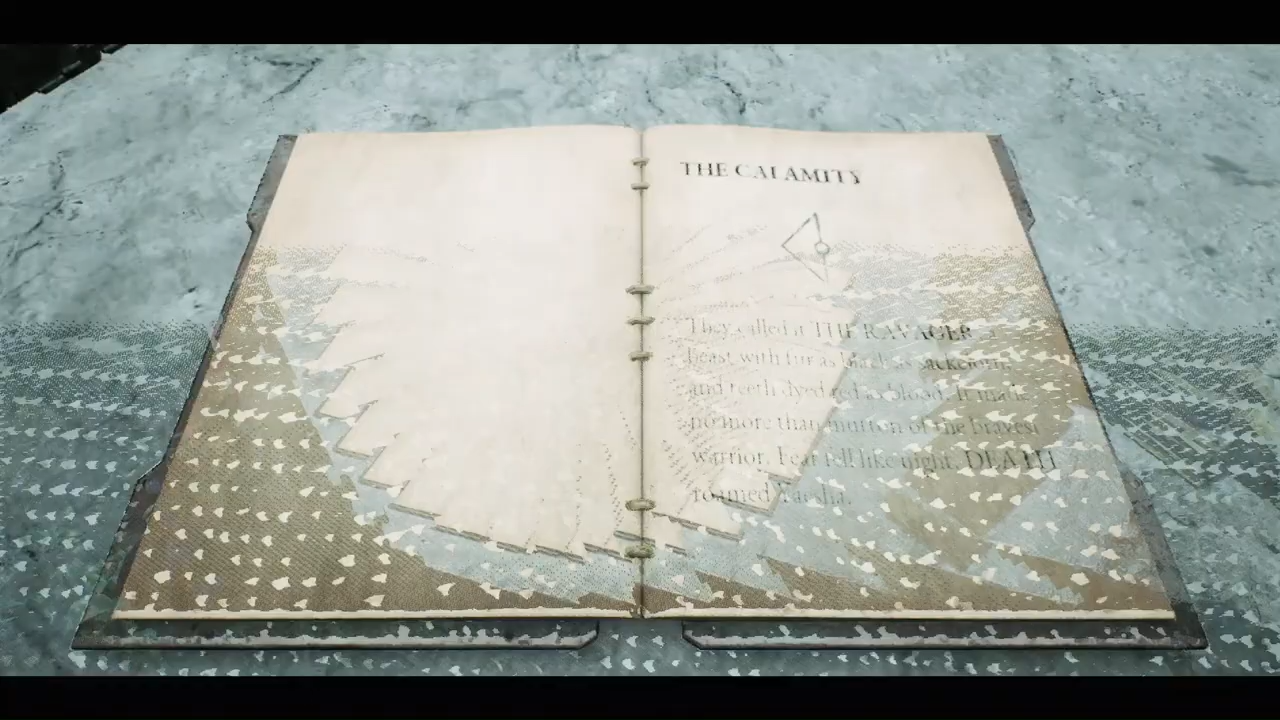 THE CALAMITY
They called it THE RAVAGER
Beast with fur as black as sackcloth
and teeth dyed red as blood. It made
no more than mutton of the bravest
warrior. Fear fell like night. DEATH
roamed Kaesha.